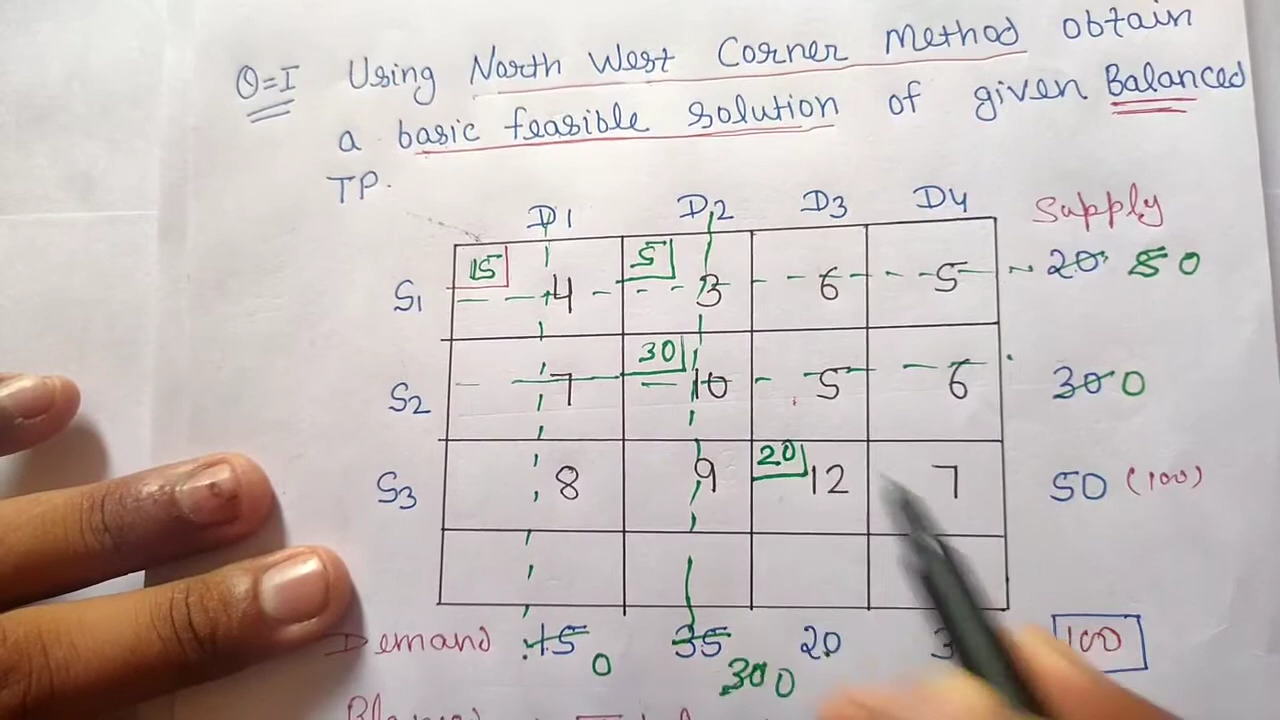 Q=I Using North West Corner Method obtain
a basic feasible solution of given Balanced
TP.
D1 D2 D3 D4 Supply
S1 15 4 5 3 6 5 20 5 0
S2 7 30 10 5 6 30 0
S3 8 9 20 12 7 50 (100)
Demand 15 0 35 30 0 20 3 100